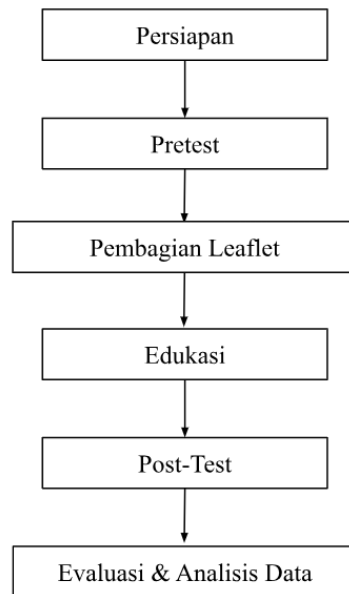 Persiapan
Pretest
Pembagian Leaflet
Edukasi
Post-Test
Evaluasi & Analisis Data